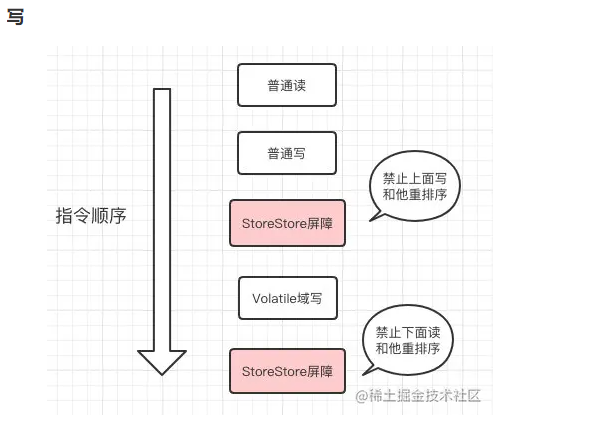 写
普通读
普通写
禁止上面写
和他重排序
指令顺序
StoreStore屏障
Volatile域写
禁止下面读
和他重排序
StoreStore屏障
@稀土掘金技术社区